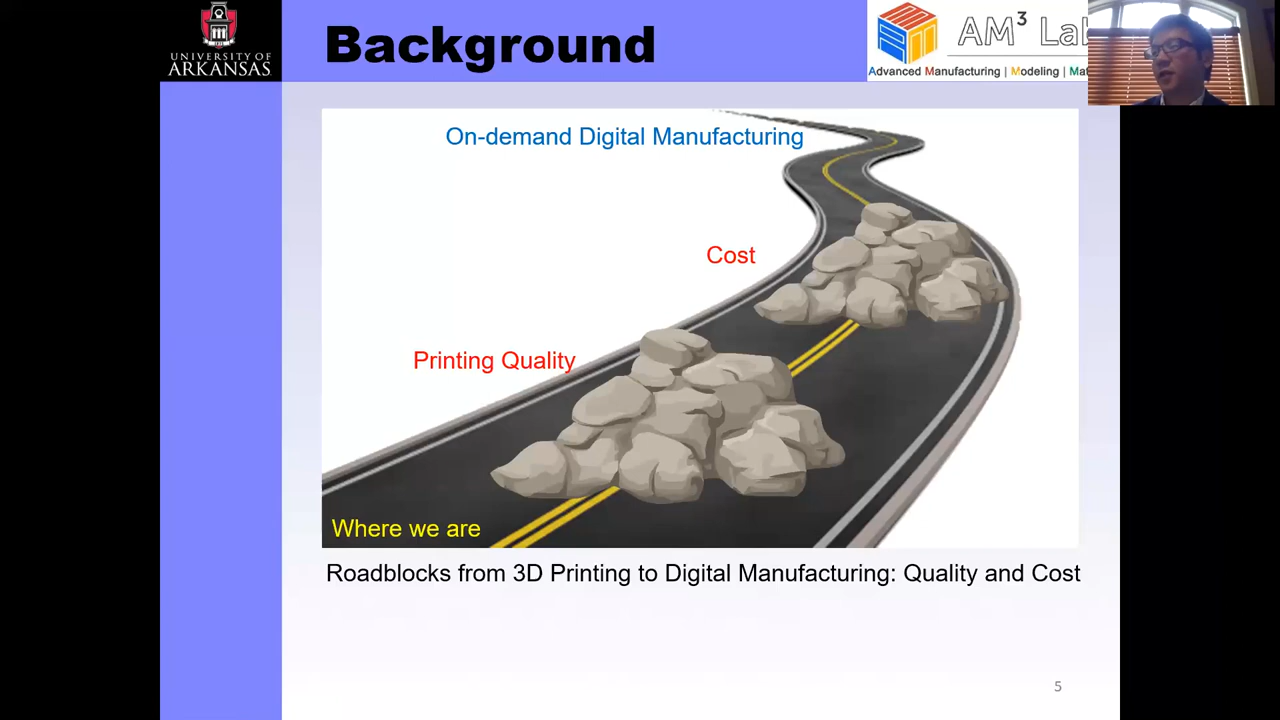 UNIVERSITY OF
ARKANSAS
Background
AM³ Lab
Advanced Manufacturing | Modeling |
On-demand Digital Manufacturing
Cost
Printing Quality
Where we are
Roadblocks from 3D Printing to Digital Manufacturing: Quality and Cost
5